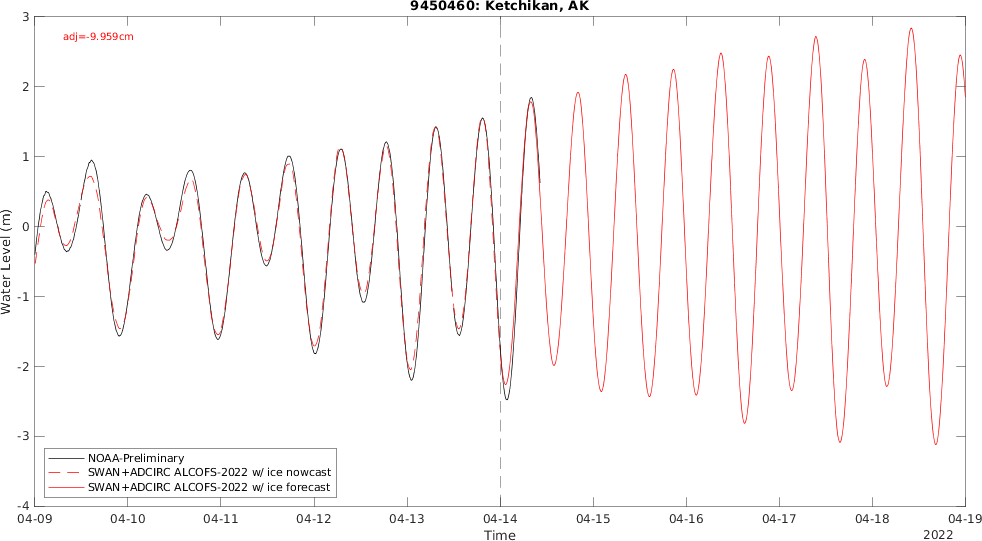 9450460: Ketchikan, AK
adj=-9.959cm
Water Level (m)
3
2
1
0
-1
-2
-3
-4
NOAA-Preliminary
SWAN+ADCIRC ALCOFS-2022 w/ ice nowcast
SWAN+ADCIRC ALCOFS-2022 w/ ice forecast
04-09 04-10 04-11 04-12 04-13 04-14 04-15 04-16 04-17 04-18 04-19
Time
2022